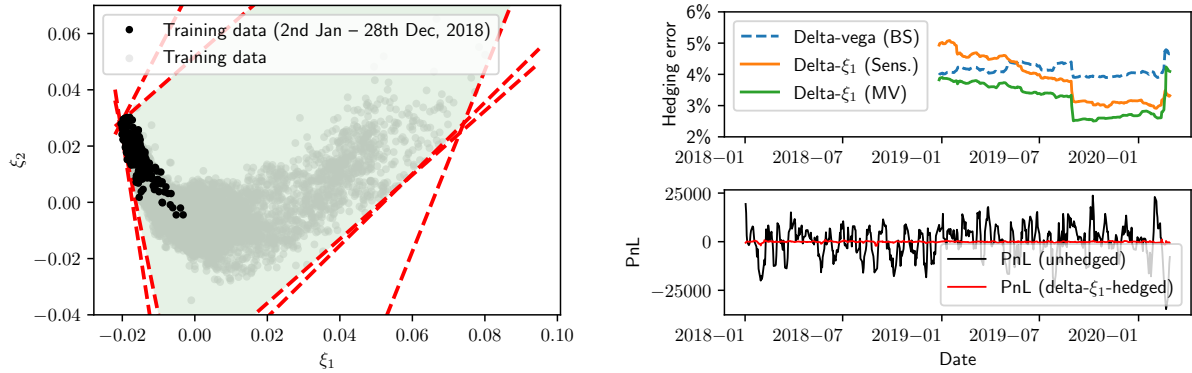 0.06
0.04
0.02
0.00
−0.02
−0.04
ξ2
Training data (2nd Jan – 28th Dec, 2018)
Training data
−0.02
0.00
0.02
0.04
0.06
0.08
0.10
ξ1
6%
5%
4%
3%
2%
Hedging error
Delta-vega (BS)
Delta-ξ1 (Sens.)
Delta-ξ1 (MV)
2018−01
2018−07
2019−01
2019−07
2020−01
25000
0
−25000
PnL
PnL (unhedged)
PnL (delta-ξ1-hedged)
2018−01
2018−07
2019−01
2019−07
2020−01
Date